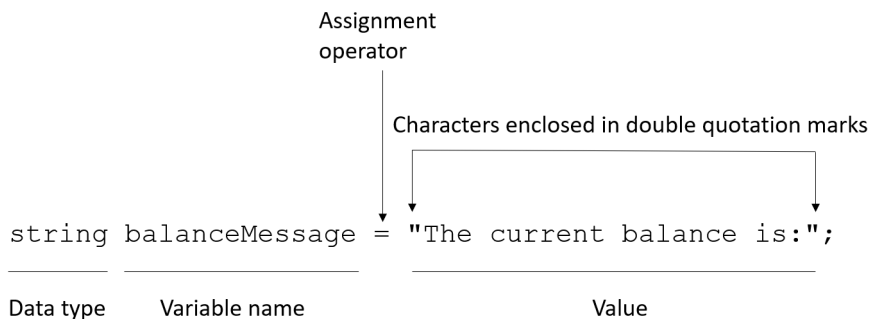 Assignment
operator
Characters enclosed in double quotation marks
string balanceMessage = "The current balance is:";
Data type Variable name Value